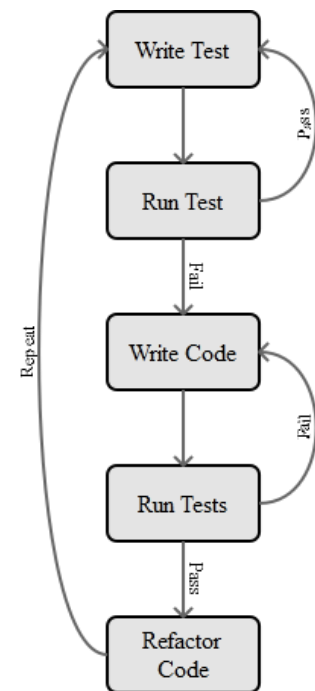 Write Test
Pass
Run Test
Fail
Write Code
Repeat
Fail
Run Tests
Pass
Refactor
Code